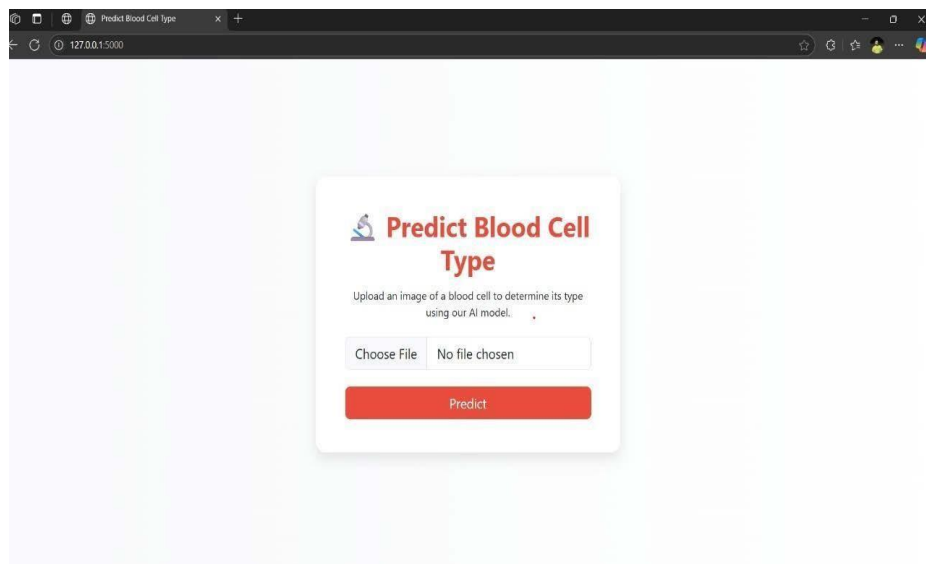 Predict Blood Cell Type
127.0.0.1:5000
Predict Blood Cell
Type
Upload an image of a blood cell to determine its type
using our AI model.
Choose File No file chosen
Predict